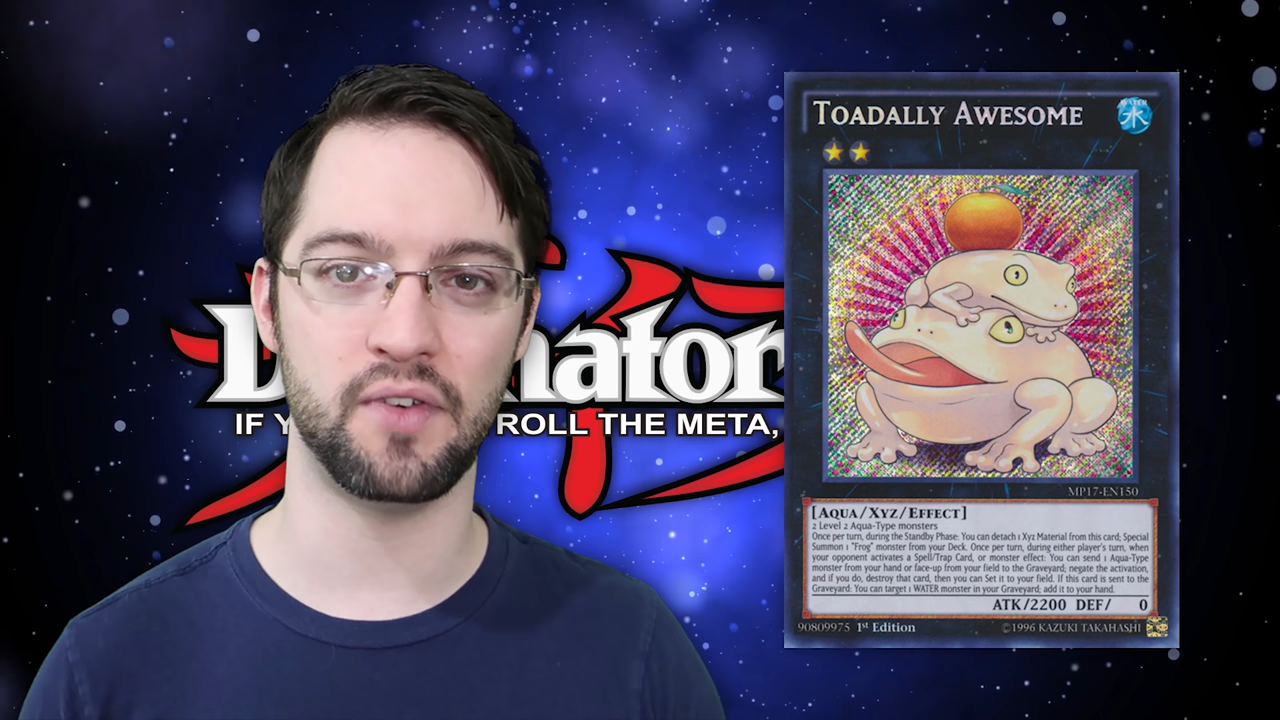 TOADALLY AWESOME
WATER
水
D nator
IF Y ROLL THE META,
MP17-EN150
[AQUA/XYZ/EFFECT]
2 Level 2 Aqua-Type monsters
Once per turn, during the Standby Phase: You can detach 1 Xyz Material from this card; Special
Summon 1 "Frog" monster from your Deck. Once per turn, during either player's turn, when
your opponent activates a Spell/Trap Card, or monster effect: You can send 1 Aqua-Type
monster from your hand or face-up from your field to the Graveyard; negate the activation,
and if you do, destroy that card, then you can Set it to your field. If this card is sent to the
Graveyard: You can target 1 WATER monster in your Graveyard; add it to your hand.
ATK/2200 DEF/ 0
90809975 1st Edition ©1996 KAZUKI TAKAHASHI